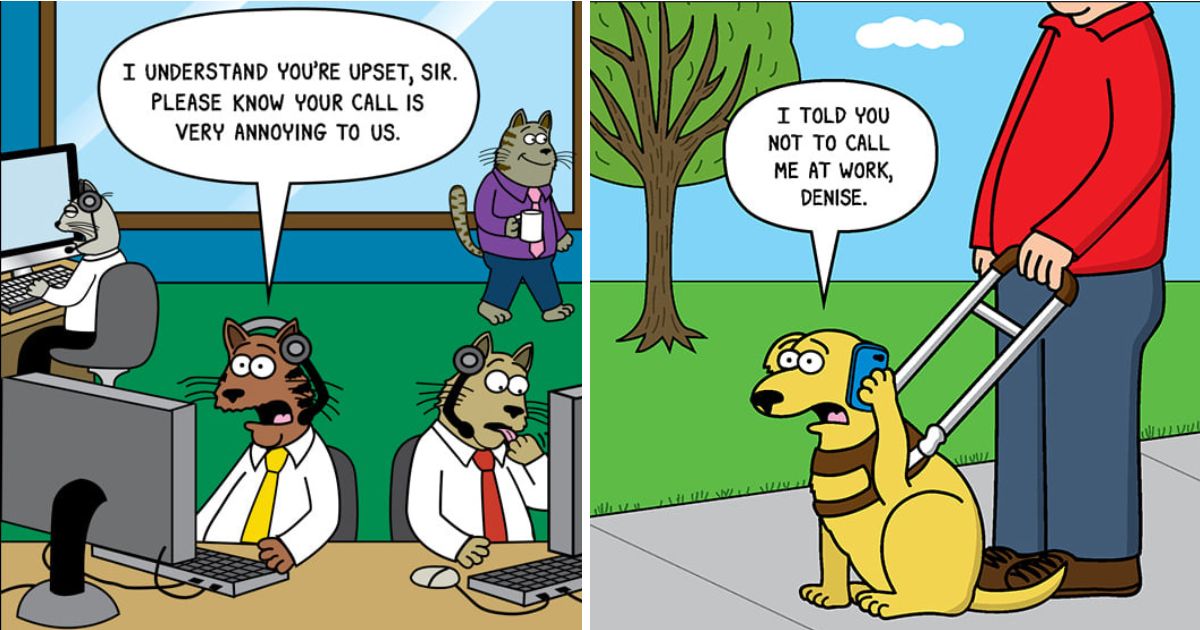 I UNDERSTAND YOU'RE UPSET, SIR.
PLEASE KNOW YOUR CALL IS
VERY ANNOYING TO US.
I TOLD YOU
NOT TO CALL
ME AT WORK,
DENISE.